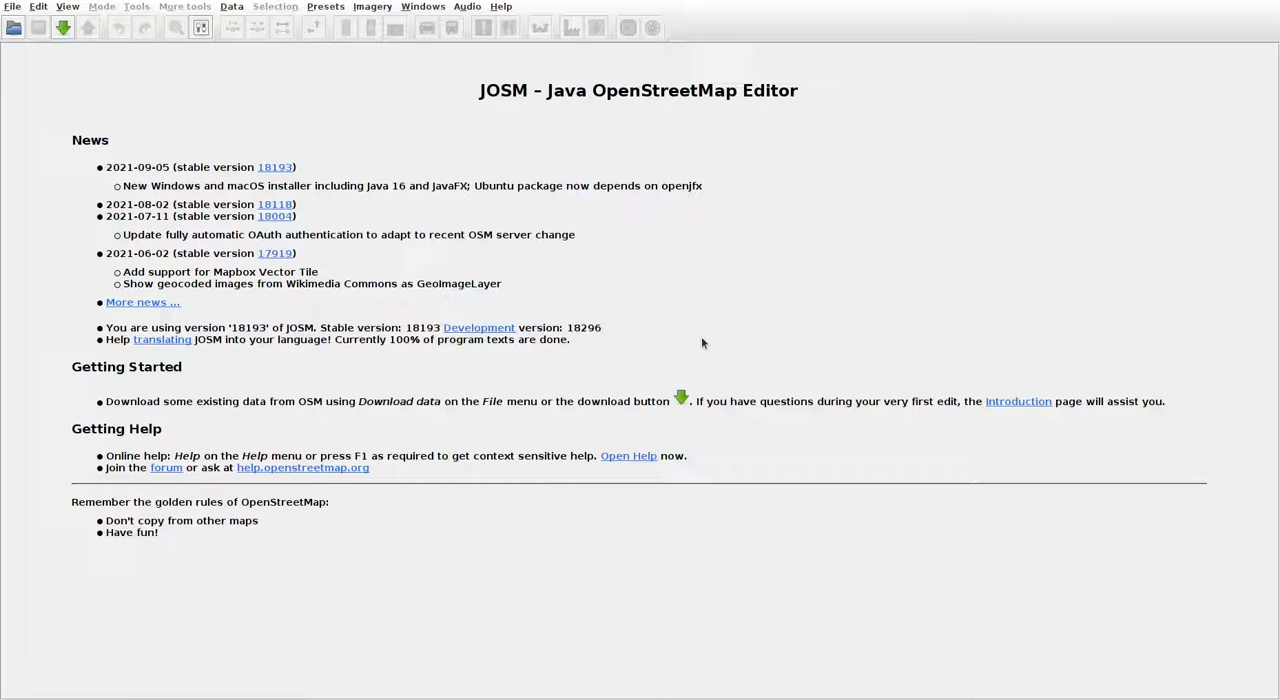 File Edit View Mode Tools More tools Data Selection Presets Imagery Windows Audio Help
JOSM – Java OpenStreetMap Editor
News
2021-09-05 (stable version 18193)
New Windows and macOS installer including Java 16 and JavaFX; Ubuntu package now depends on openjfx
2021-08-02 (stable version 18118)
2021-07-11 (stable version 18004)
Update fully automatic OAuth authentication to adapt to recent OSM server change
2021-06-02 (stable version 17919)
Add support for Mapbox Vector Tile
Show geocoded images from Wikimedia Commons as GeoImageLayer
More news ...
You are using version '18193' of JOSM. Stable version: 18193 Development version: 18296
Help translating JOSM into your language! Currently 100% of program texts are done.
Getting Started
Download some existing data from OSM using Download data on the File menu or the download button . If you have questions during your very first edit, the Introduction page will assist you.
Getting Help
Online help: Help on the Help menu or press F1 as required to get context sensitive help. Open Help now.
Join the forum or ask at help.openstreetmap.org
Remember the golden rules of OpenStreetMap:
Don't copy from other maps
Have fun!